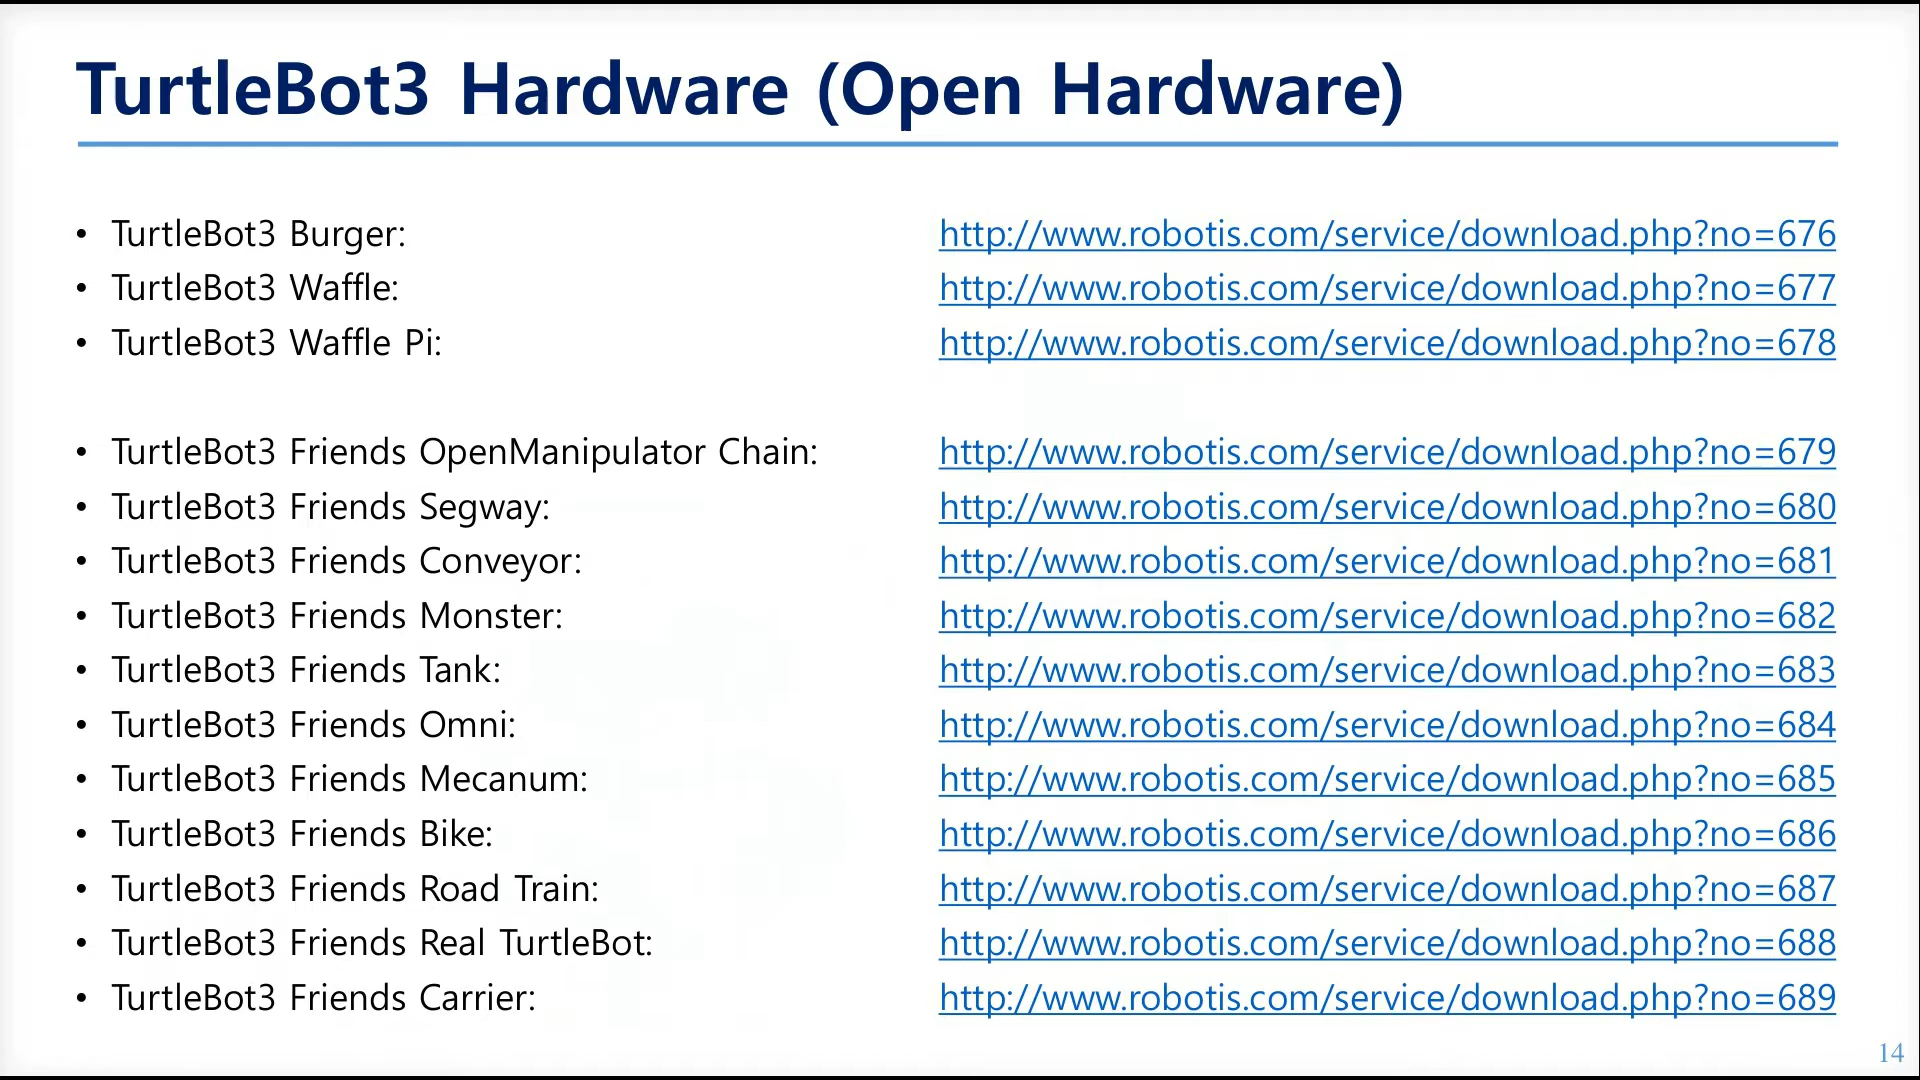 TurtleBot3 Hardware (Open Hardware)
• TurtleBot3 Burger: http://www.robotis.com/service/download.php?no=676
• TurtleBot3 Waffle: http://www.robotis.com/service/download.php?no=677
• TurtleBot3 Waffle Pi: http://www.robotis.com/service/download.php?no=678
• TurtleBot3 Friends OpenManipulator Chain: http://www.robotis.com/service/download.php?no=679
• TurtleBot3 Friends Segway: http://www.robotis.com/service/download.php?no=680
• TurtleBot3 Friends Conveyor: http://www.robotis.com/service/download.php?no=681
• TurtleBot3 Friends Monster: http://www.robotis.com/service/download.php?no=682
• TurtleBot3 Friends Tank: http://www.robotis.com/service/download.php?no=683
• TurtleBot3 Friends Omni: http://www.robotis.com/service/download.php?no=684
• TurtleBot3 Friends Mecanum: http://www.robotis.com/service/download.php?no=685
• TurtleBot3 Friends Bike: http://www.robotis.com/service/download.php?no=686
• TurtleBot3 Friends Road Train: http://www.robotis.com/service/download.php?no=687
• TurtleBot3 Friends Real TurtleBot: http://www.robotis.com/service/download.php?no=688
• TurtleBot3 Friends Carrier: http://www.robotis.com/service/download.php?no=689
14